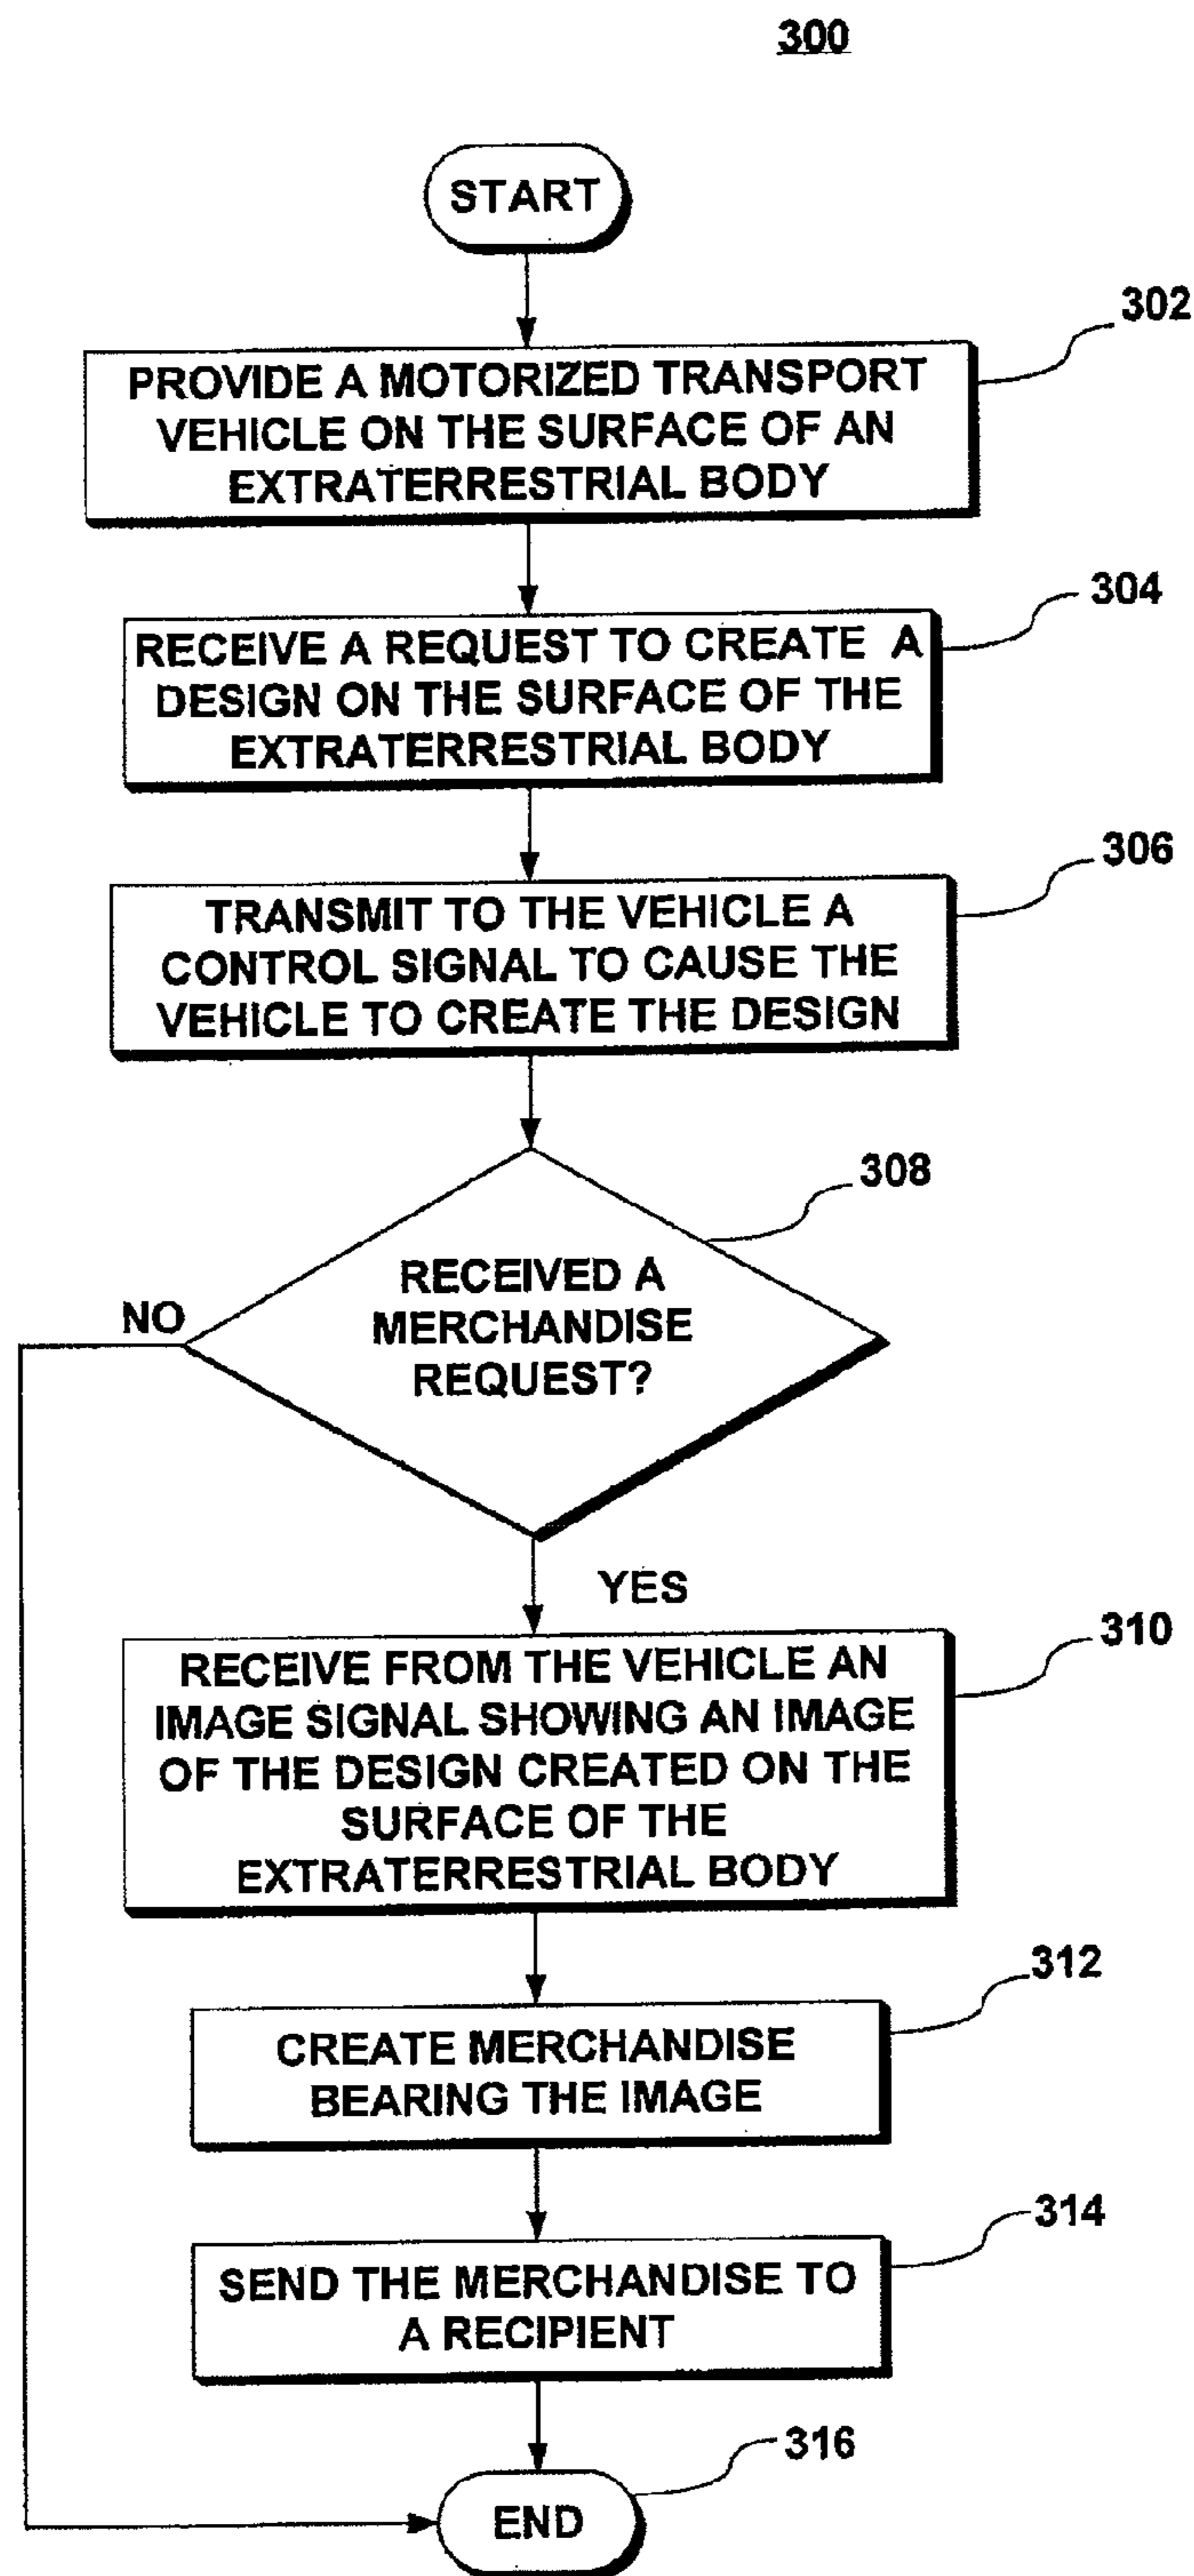 300
START
302
PROVIDE A MOTORIZED TRANSPORT
VEHICLE ON THE SURFACE OF AN
EXTRATERRESTRIAL BODY
304
RECEIVE A REQUEST TO CREATE A
DESIGN ON THE SURFACE OF THE
EXTRATERRESTRIAL BODY
306
TRANSMIT TO THE VEHICLE A
CONTROL SIGNAL TO CAUSE THE
VEHICLE TO CREATE THE DESIGN
308
RECEIVED A
MERCHANDISE
REQUEST?
NO
YES
310
RECEIVE FROM THE VEHICLE AN
IMAGE SIGNAL SHOWING AN IMAGE
OF THE DESIGN CREATED ON THE
SURFACE OF THE
EXTRATERRESTRIAL BODY
312
CREATE MERCHANDISE
BEARING THE IMAGE
314
SEND THE MERCHANDISE TO
A RECIPIENT
316
END